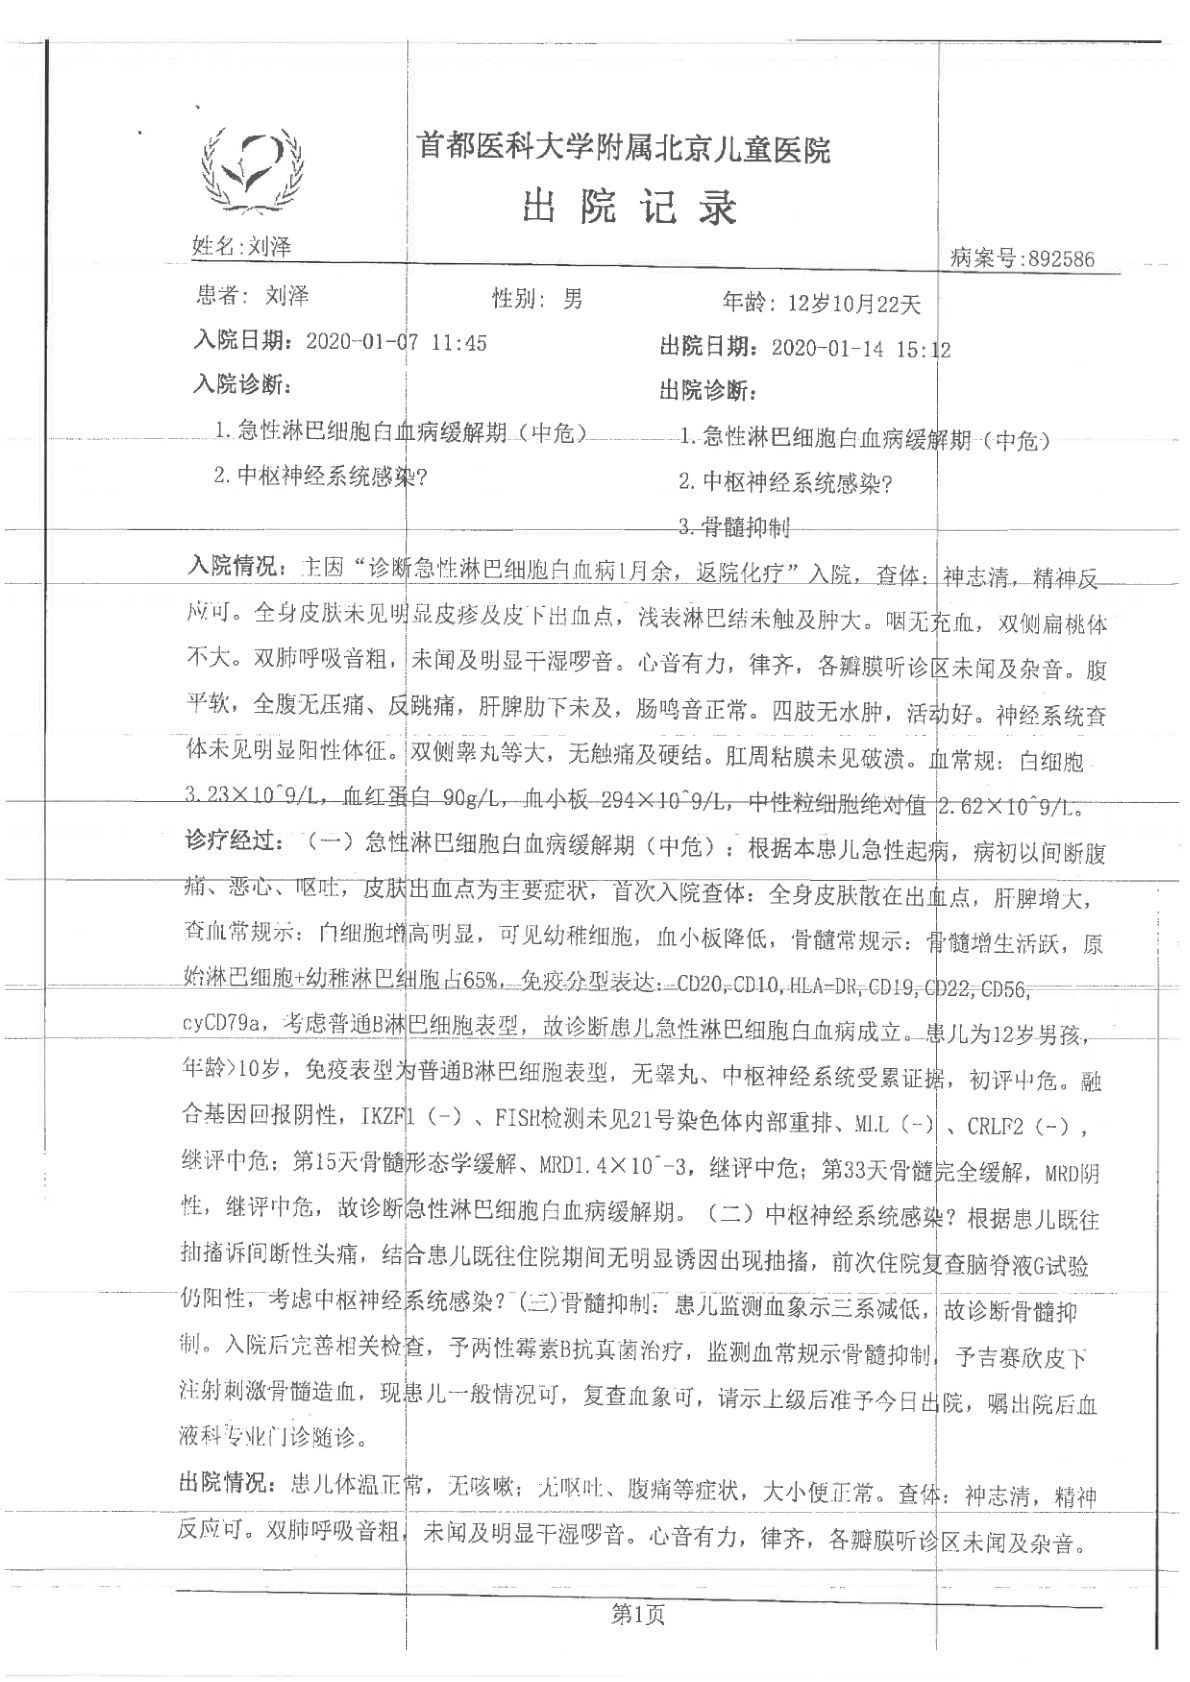 首都医科大学附属北京儿童医院
出院记录
姓名:刘泽 病案号:892586
患者: 刘泽 性别: 男 年龄: 12岁10月22天
入院日期: 2020-01-07 11:45 出院日期: 2020-01-14 15:12
入院诊断: 出院诊断:
1.急性淋巴细胞白血病缓解期（中危） 1.急性淋巴细胞白血病缓解期（中危）
2.中枢神经系统感染? 2.中枢神经系统感染?
3.骨髓抑制
入院情况: 主因“诊断急性淋巴细胞白血病1月余, 返院化疗”入院, 查体: 神志清, 精神反
应可。全身皮肤未见明显皮疹及皮下出血点, 浅表淋巴结未触及肿大。咽无充血, 双侧扁桃体
不大。双肺呼吸音粗, 未闻及明显干湿啰音。心音有力, 律齐, 各瓣膜听诊区未闻及杂音。腹
平软, 全腹无压痛、反跳痛, 肝脾肋下未及, 肠鸣音正常。四肢无水肿, 活动好。神经系统查
体未见明显阳性体征。双侧睾丸等大, 无触痛及硬结。肛周粘膜未见破溃。血常规: 白细胞
3.23×10^9/L, 血红蛋白 90g/L, 血小板 294×10^9/L, 中性粒细胞绝对值 2.62×10^9/L。
诊疗经过: （一）急性淋巴细胞白血病缓解期（中危）: 根据本患儿急性起病, 病初以间断腹
痛、恶心、呕吐, 皮肤出血点为主要症状, 首次入院查体: 全身皮肤散在出血点, 肝脾增大,
查血常规示: 白细胞增高明显, 可见幼稚细胞, 血小板降低, 骨髓常规示: 骨髓增生活跃, 原
始淋巴细胞+幼稚淋巴细胞占65%, 免疫分型表达: CD20,CD10,HLA-DR,CD19,CD22,CD56,
cyCD79a, 考虑普通B淋巴细胞表型, 故诊断患儿急性淋巴细胞白血病成立。患儿为12岁男孩,
年龄>10岁, 免疫表型为普通B淋巴细胞表型, 无睾丸、中枢神经系统受累证据, 初评中危。融
合基因回报阴性, IKZF1（-）、FISH检测未见21号染色体内部重排、MLL（-）、CRLF2（-）,
继评中危; 第15天骨髓形态学缓解、MRD1.4×10^-3, 继评中危; 第33天骨髓完全缓解, MRD阴
性, 继评中危, 故诊断急性淋巴细胞白血病缓解期。（二）中枢神经系统感染? 根据患儿既往
抽搐诉间断性头痛, 结合患儿既往住院期间无明显诱因出现抽搐, 前次住院复查脑脊液G试验
仍阳性, 考虑中枢神经系统感染?(三)骨髓抑制: 患儿监测血象示三系减低, 故诊断骨髓抑
制。入院后完善相关检查, 予两性霉素B抗真菌治疗, 监测血常规示骨髓抑制, 予吉赛欣皮下
注射刺激骨髓造血, 现患儿一般情况可, 复查血象可, 请示上级后准予今日出院, 嘱出院后血
液科专业门诊随诊。
出院情况: 患儿体温正常, 无咳嗽; 无呕吐、腹痛等症状, 大小便正常。查体: 神志清, 精神
反应可。双肺呼吸音粗, 未闻及明显干湿啰音。心音有力, 律齐, 各瓣膜听诊区未闻及杂音。
第1页